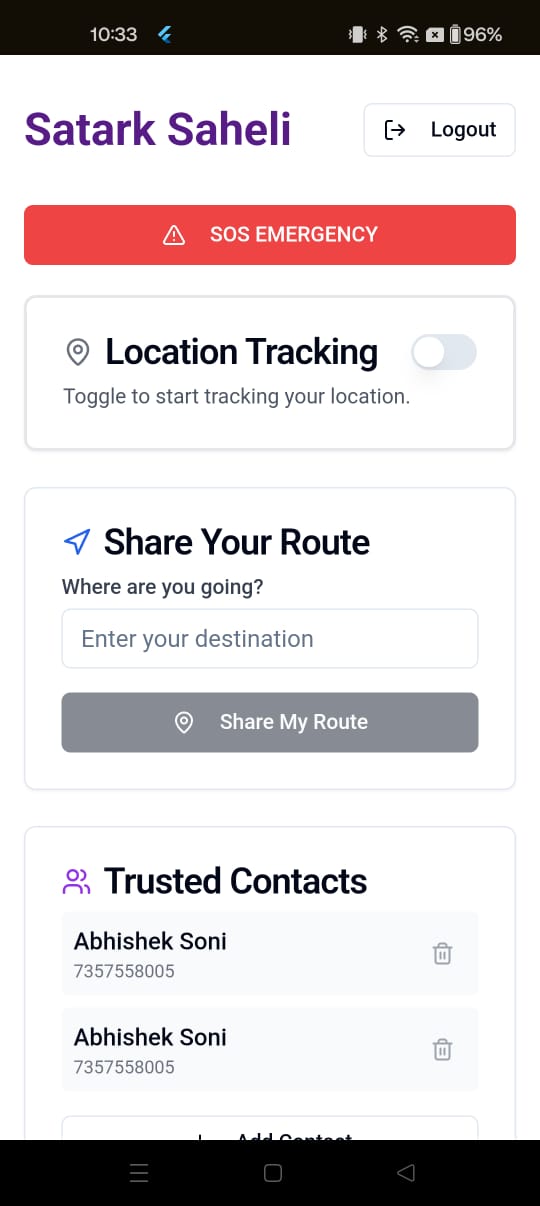 10:33
96%
Satark Saheli
Logout
SOS EMERGENCY
Location Tracking
Toggle to start tracking your location.
Share Your Route
Where are you going?
Enter your destination
Share My Route
Trusted Contacts
Abhishek Soni
7357558005
Abhishek Soni
7357558005
Add Contact